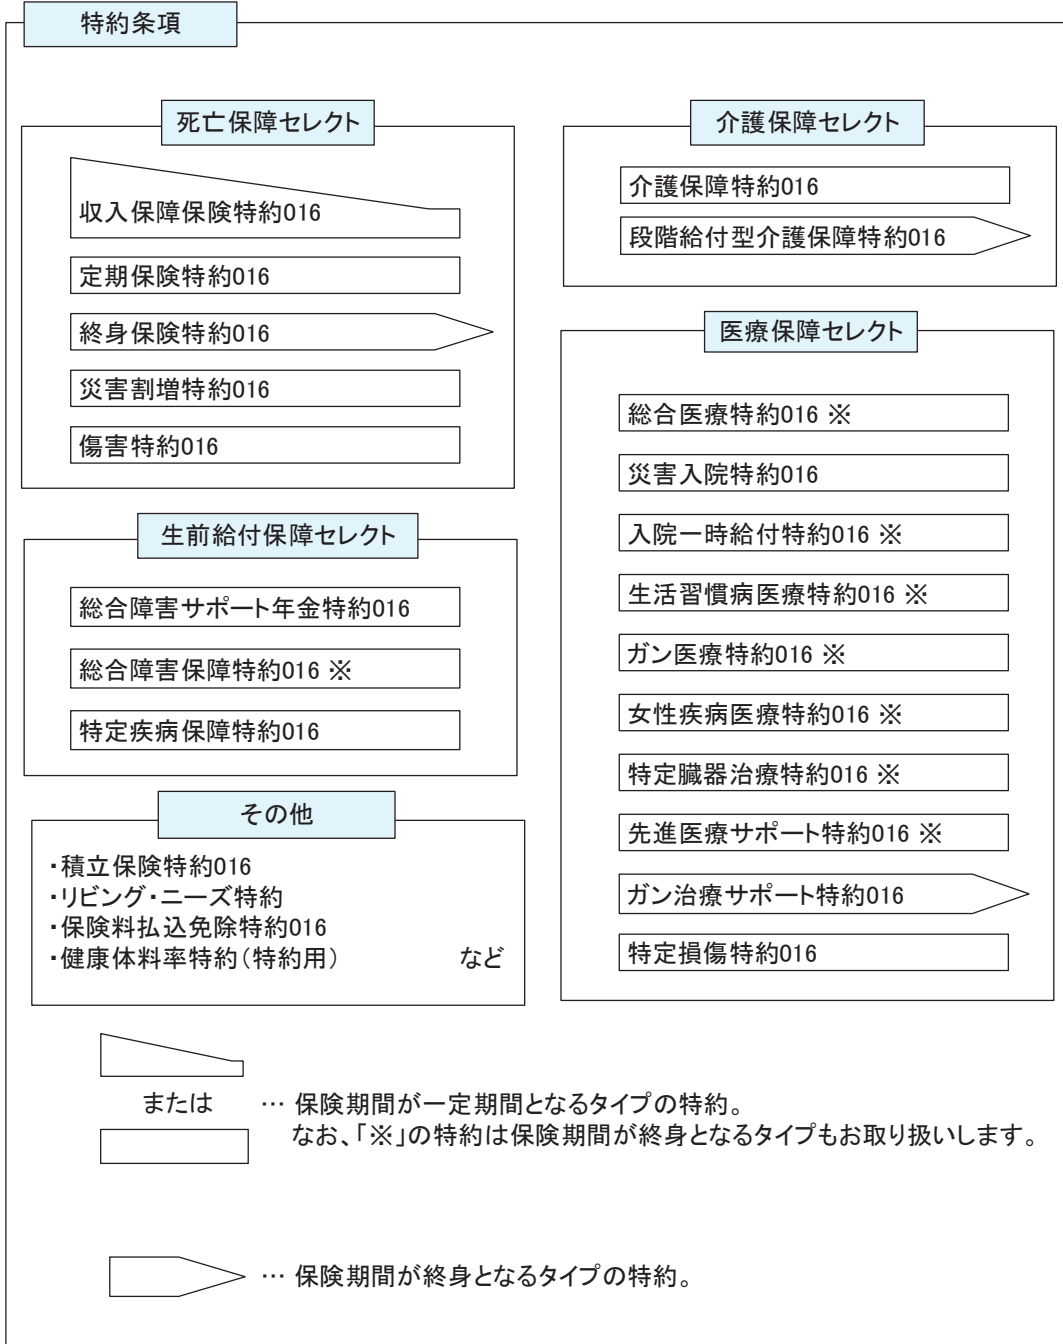 特約条項
死亡保障セレクト
収入保障保険特約016
定期保険特約016
終身保険特約016
災害割増特約016
傷害特約016
生前給付保障セレクト
総合障害サポート年金特約016
総合障害保障特約016 ※
特定疾病保障特約016
その他
・積立保険特約016
・リビング・ニーズ特約
・保険料払込免除特約016
・健康体料率特約（特約用） など
介護保障セレクト
介護保障特約016
段階給付型介護保障特約016
医療保障セレクト
総合医療特約016 ※
災害入院特約016
入院一時給付特約016 ※
生活習慣病医療特約016 ※
ガン医療特約016 ※
女性疾病医療特約016 ※
特定臓器治療特約016 ※
先進医療サポート特約016 ※
ガン治療サポート特約016
特定損傷特約016
または … 保険期間が一定期間となるタイプの特約。
なお、「※」の特約は保険期間が終身となるタイプもお取り扱いします。
… 保険期間が終身となるタイプの特約。